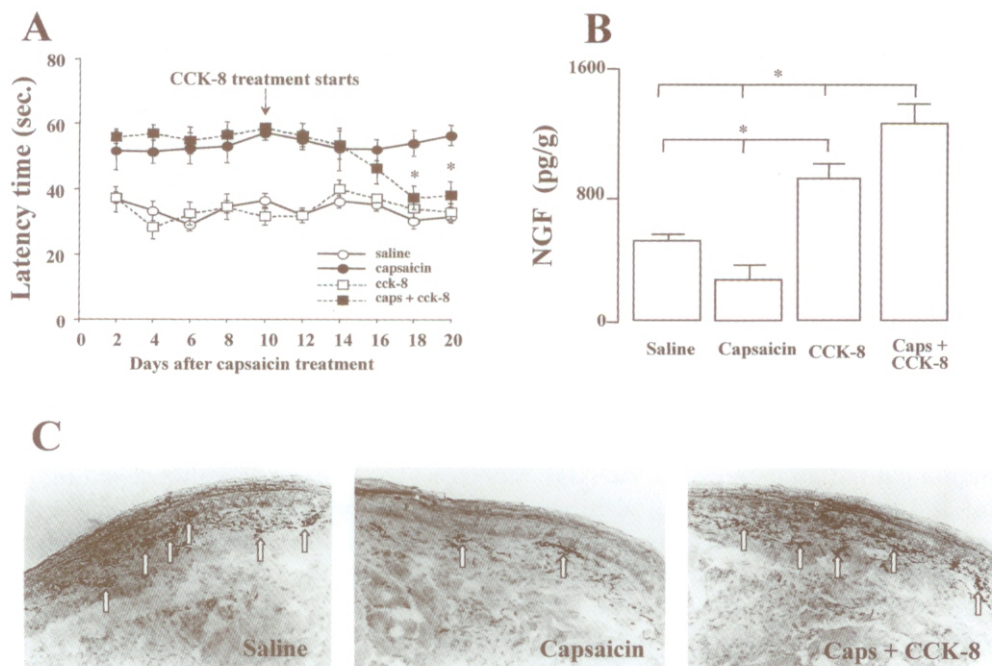 A
80
60
40
20
0
Latency time (sec.)
CCK-8 treatment starts
*
*
saline
capsaicin
cck-8
caps + cck-8
0 2 4 6 8 10 12 14 16 18 20
Days after capsaicin treatment
B
1600
800
0
NGF (pg/g)
*
*
Saline
Capsaicin
CCK-8
Caps +
CCK-8
C
Saline
Capsaicin
Caps + CCK-8